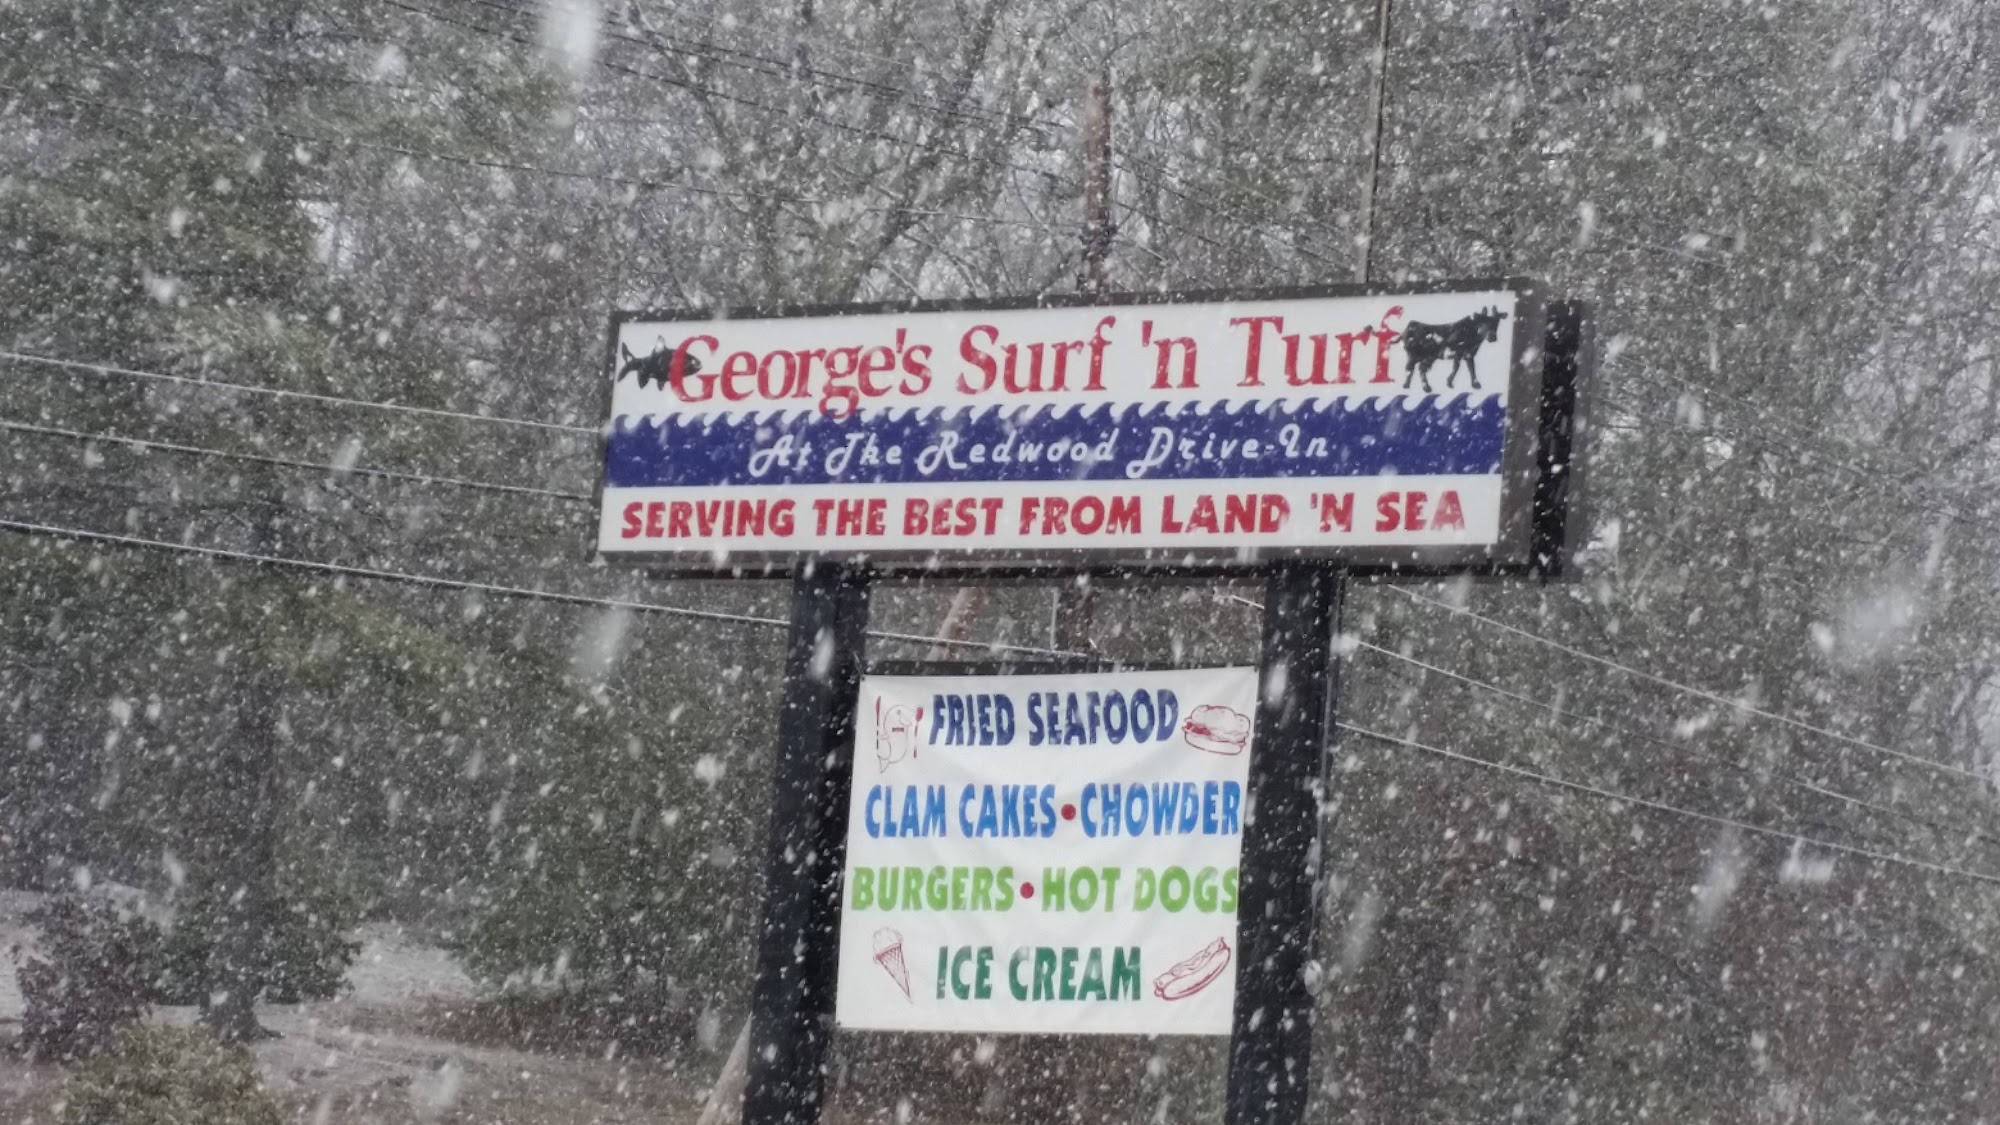 George's Surf 'n Turf
At The Redwood Drive-In
SERVING THE BEST FROM LAND 'N SEA
FRIED SEAFOOD
CLAM CAKES • CHOWDER
BURGERS • HOT DOGS
ICE CREAM